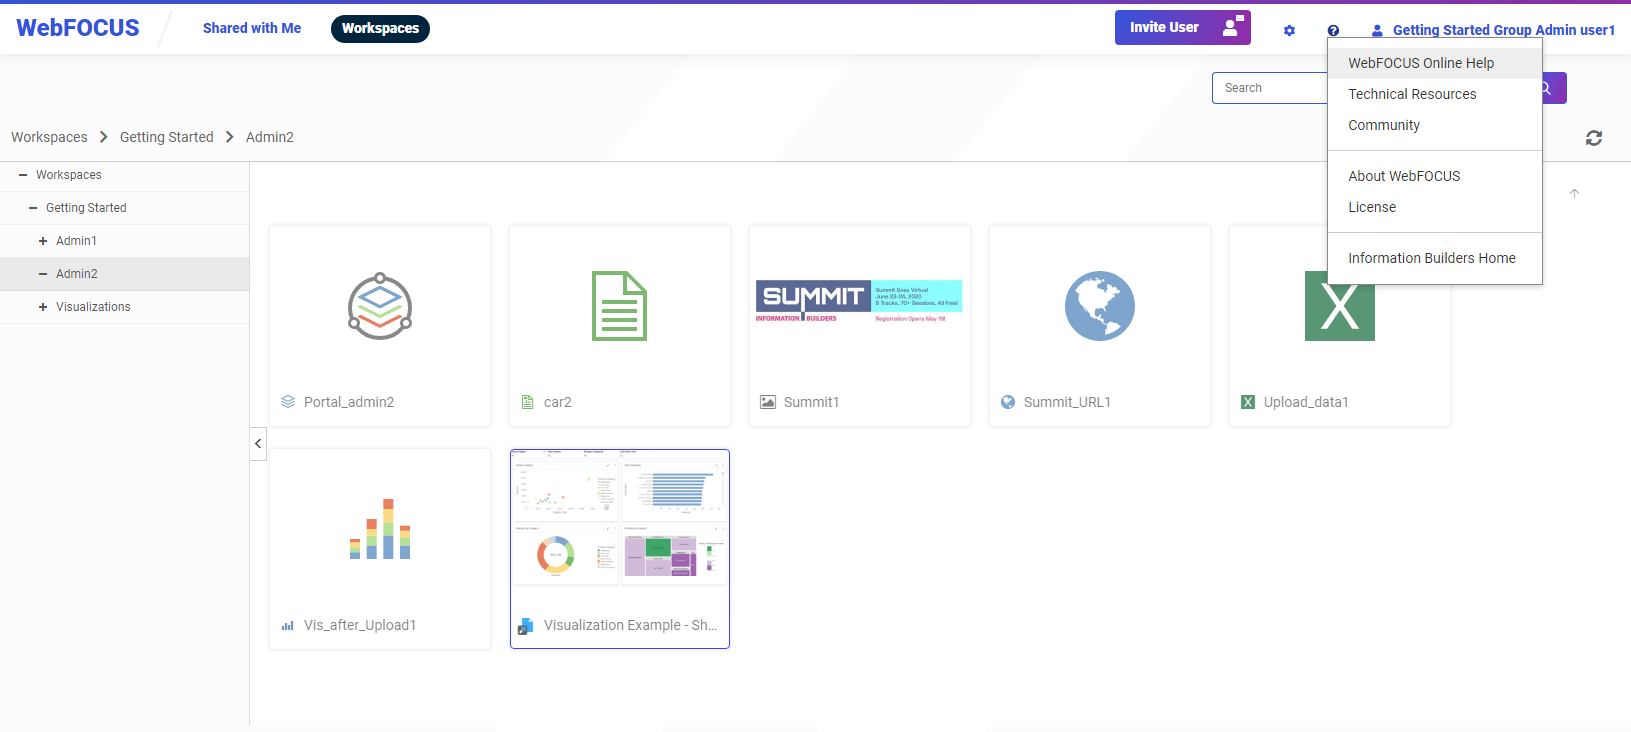 WebFOCUS
Shared with Me
Workspaces
Invite User
Getting Started Group Admin user1
Search
WebFOCUS Online Help
Technical Resources
Community
About WebFOCUS
License
Information Builders Home
Workspaces
Getting Started
Admin2
Workspaces
Getting Started
Admin1
Admin2
Visualizations
SUMMIT
INFORMATION BUILDERS
Summit Goes Virtual
June 23-24, 2020
8 Tracks. 70+ Sessions. All Free!
Registration Opens May 19!
Portal_admin2
car2
Summit1
Summit_URL1
X
X Upload_data1
Vis_after_Upload1
Visualization Example - Sh...